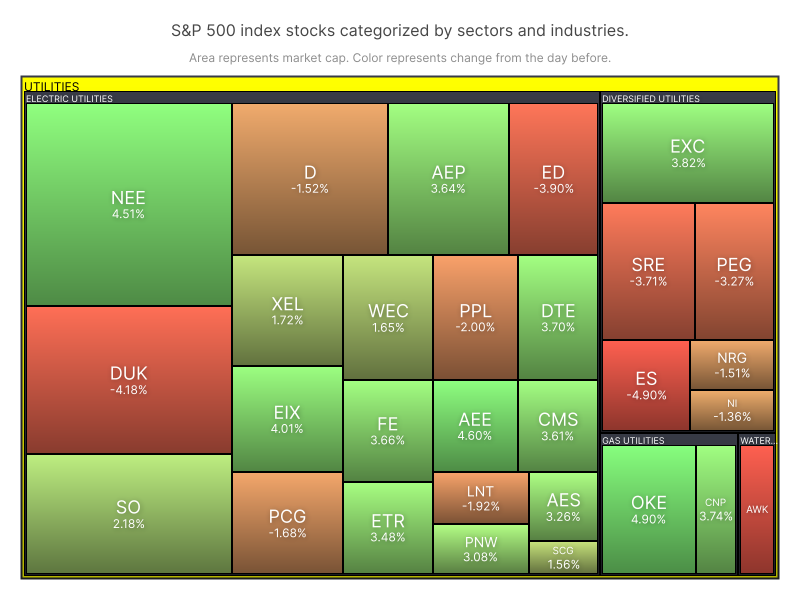 S&P 500 index stocks categorized by sectors and industries.
Area represents market cap. Color represents change from the day before.
UTILITIES
ELECTRIC UTILITIES
NEE
4.51%
DUK
-4.18%
SO
2.18%
D
-1.52%
AEP
3.64%
ED
-3.90%
XEL
1.72%
WEC
1.65%
PPL
-2.00%
DTE
3.70%
EIX
4.01%
FE
3.66%
AEE
4.60%
CMS
3.61%
PCG
-1.68%
ETR
3.48%
LNT
-1.92%
AES
3.26%
PNW
3.08%
SCG
1.56%
DIVERSIFIED UTILITIES
EXC
3.82%
SRE
-3.71%
PEG
-3.27%
ES
-4.90%
NRG
-1.51%
NI
-1.36%
GAS UTILITIES
OKE
4.90%
CNP
3.74%
WATER...
AWK